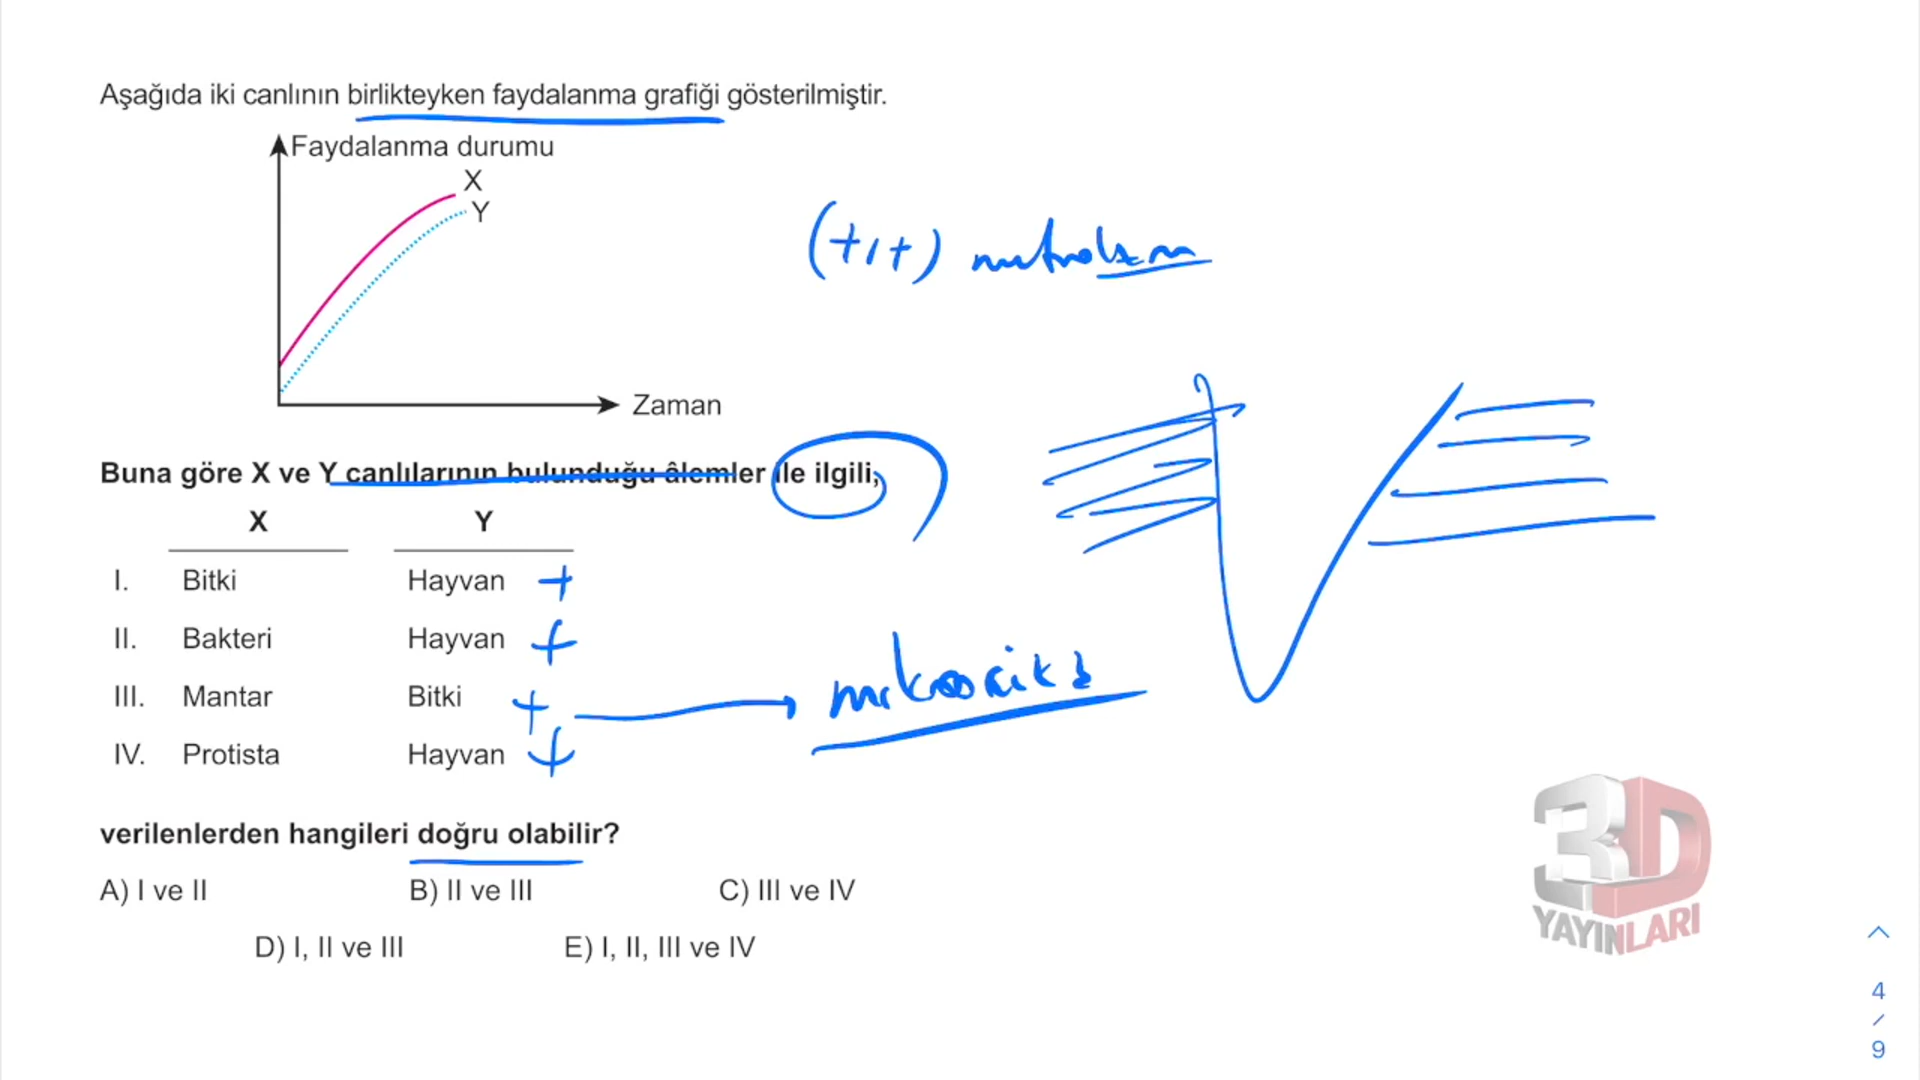 Aşağıda iki canlının birlikteyken faydalanma grafiği gösterilmiştir.
Faydalanma durumu
X
Y
Zaman
(+,+)
Buna göre X ve Y canlılarının bulunduğu âlemler ile ilgili;
X Y
I. Bitki Hayvan +
II. Bakteri Hayvan +
III. Mantar Bitki +
IV. Protista Hayvan +
verilenlerden hangileri doğru olabilir?
A) I ve II B) II ve III C) III ve IV
D) I, II ve III E) I, II, III ve IV
3D
YAYINLARI
4
/
9